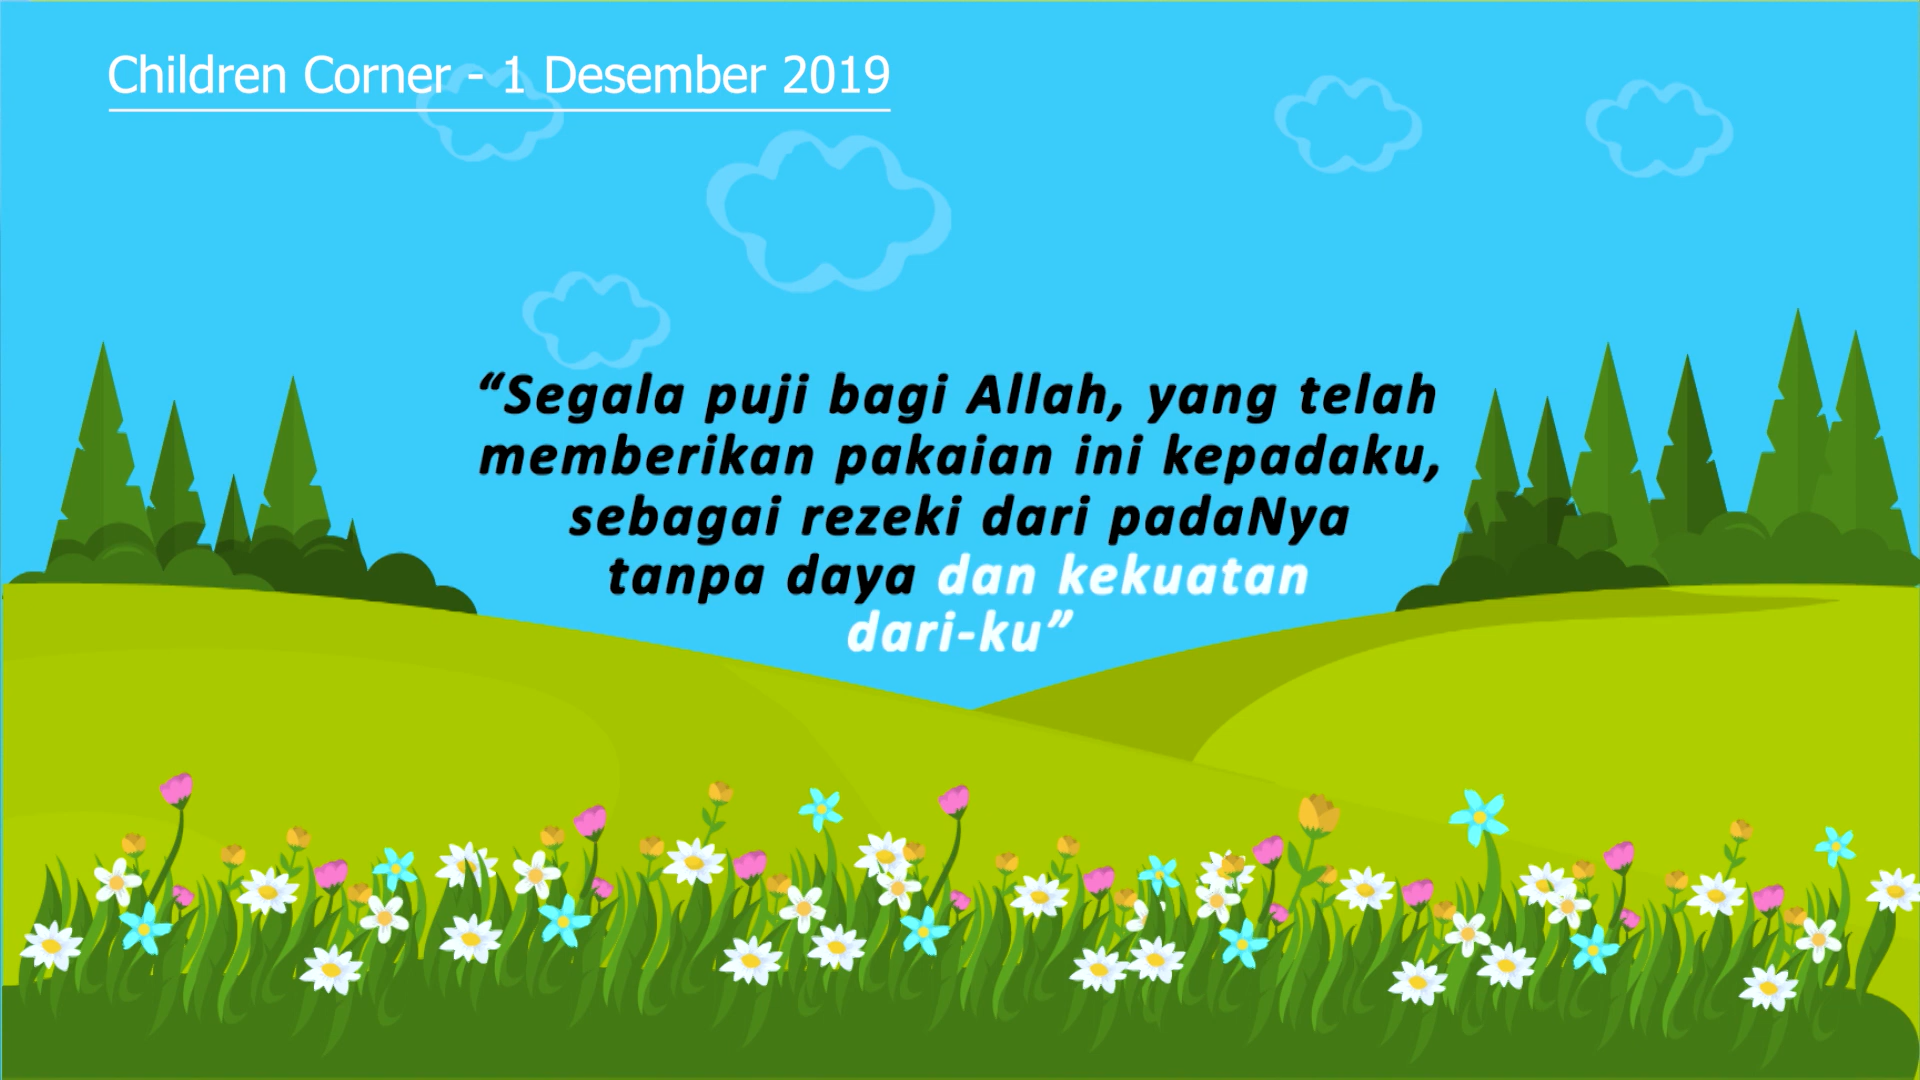 Children Corner - 1 Desember 2019
“Segala puji bagi Allah, yang telah
memberikan pakaian ini kepadaku,
sebagai rezeki dari padaNya
tanpa daya dan kekuatan
dari-ku”